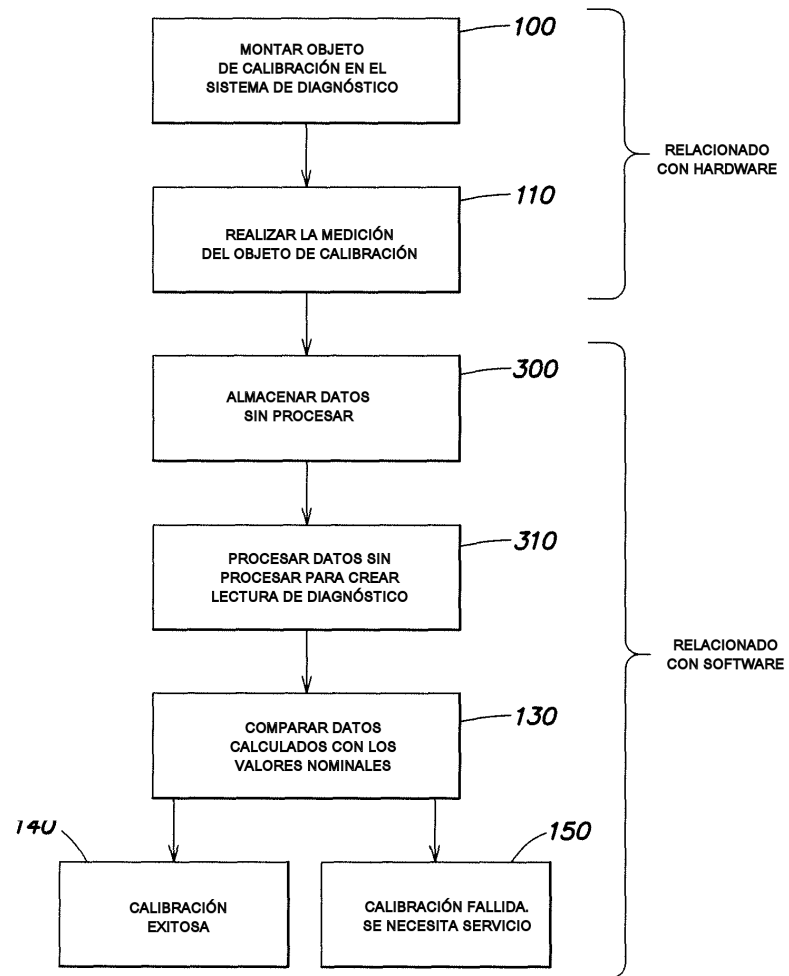 100
MONTAR OBJETO
DE CALIBRACIÓN EN EL
SISTEMA DE DIAGNÓSTICO
RELACIONADO
CON HARDWARE
110
REALIZAR LA MEDICIÓN
DEL OBJETO DE CALIBRACIÓN
300
ALMACENAR DATOS
SIN PROCESAR
310
PROCESAR DATOS SIN
PROCESAR PARA CREAR
LECTURA DE DIAGNÓSTICO
RELACIONADO
CON SOFTWARE
130
COMPARAR DATOS
CALCULADOS CON LOS
VALORES NOMINALES
140
CALIBRACIÓN
EXITOSA
150
CALIBRACIÓN FALLIDA.
SE NECESITA SERVICIO